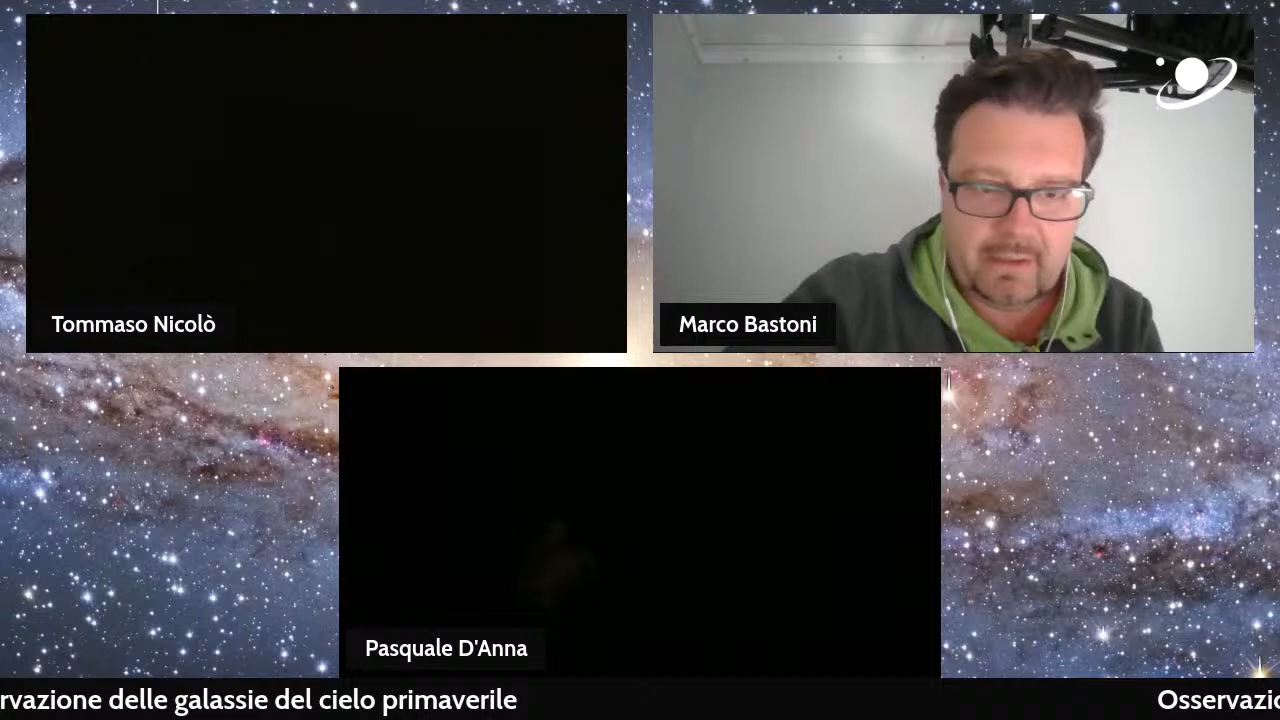 Tommaso Nicolò
Marco Bastoni
Pasquale D'Anna
rvazione delle galassie del cielo primaverile
Osservazio